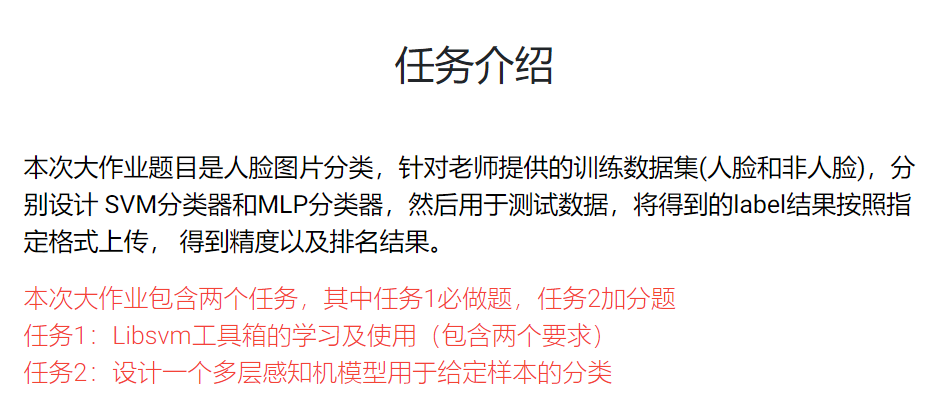 任务介绍
本次大作业题目是人脸图片分类，针对老师提供的训练数据集(人脸和非人脸)，分
别设计 SVM分类器和MLP分类器，然后用于测试数据，将得到的label结果按照指
定格式上传， 得到精度以及排名结果。
本次大作业包含两个任务，其中任务1必做题，任务2加分题
任务1：Libsvm工具箱的学习及使用（包含两个要求）
任务2：设计一个多层感知机模型用于给定样本的分类